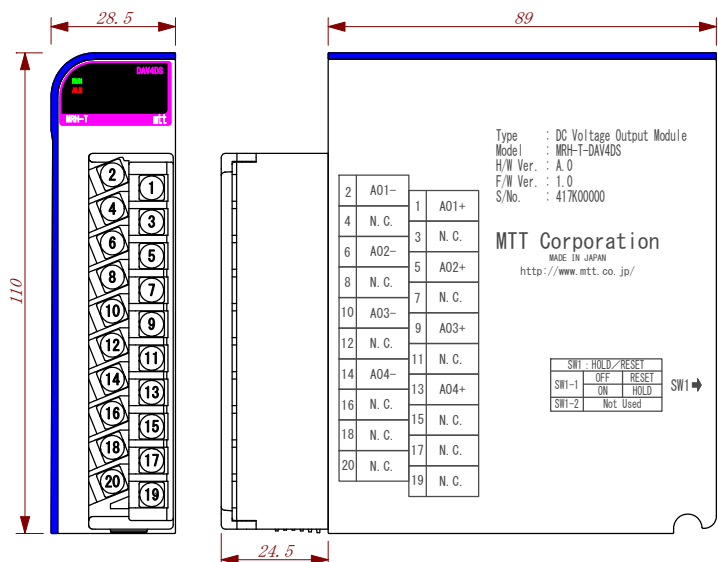 28.5
89
DAV4DS
RUN
ALM
MRH-T
mtt
110
2
1
4
3
6
5
8
7
10
9
12
11
14
13
16
15
18
17
20
19
24.5
2 AO1-
1 AO1+
4 N.C.
3 N.C.
6 AO2-
5 AO2+
8 N.C.
7 N.C.
10 AO3-
9 AO3+
12 N.C.
11 N.C.
14 AO4-
13 AO4+
16 N.C.
15 N.C.
18 N.C.
17 N.C.
20 N.C.
19 N.C.
Type : DC Voltage Output Module
Model : MRH-T-DAV4DS
H/W Ver. : A.0
F/W Ver. : 1.0
S/No. : 417K00000
MTT Corporation
MADE IN JAPAN
http://www.mtt.co.jp/
SW1 : HOLD／RESET
SW1-1 OFF RESET
ON HOLD
SW1-2 Not Used
SW1➡